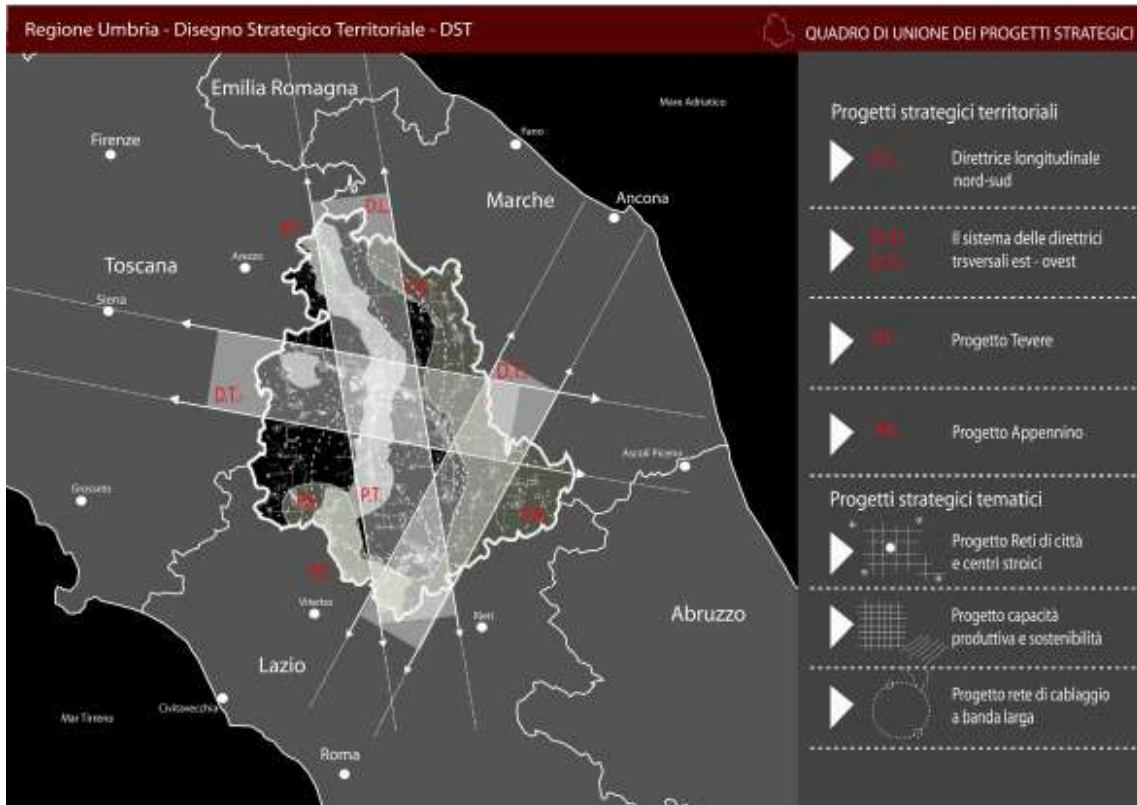 Regione Umbria - Disegno Strategico Territoriale - DST
QUADRO DI UNIONE DEI PROGETTI STRATEGICI
Emilia Romagna
Mare Adriatico
Firenze
Fano
Marche
Ancona
D.L.
Toscana
Arezzo
Siena
D.T.
D.T.
Ascoli Piceno
Grosseto
P.T.
Viterbo
Rieti
Abruzzo
Lazio
Civitavecchia
Mar Tirreno
Roma
Progetti strategici territoriali
Direttrice longitudinale
nord-sud
Il sistema delle direttrici
trsversali est - ovest
Progetto Tevere
Progetto Appennino
Progetti strategici tematici
Progetto Reti di città
e centri stroici
Progetto capacità
produttiva e sostenibilità
Progetto rete di cablaggio
a banda larga